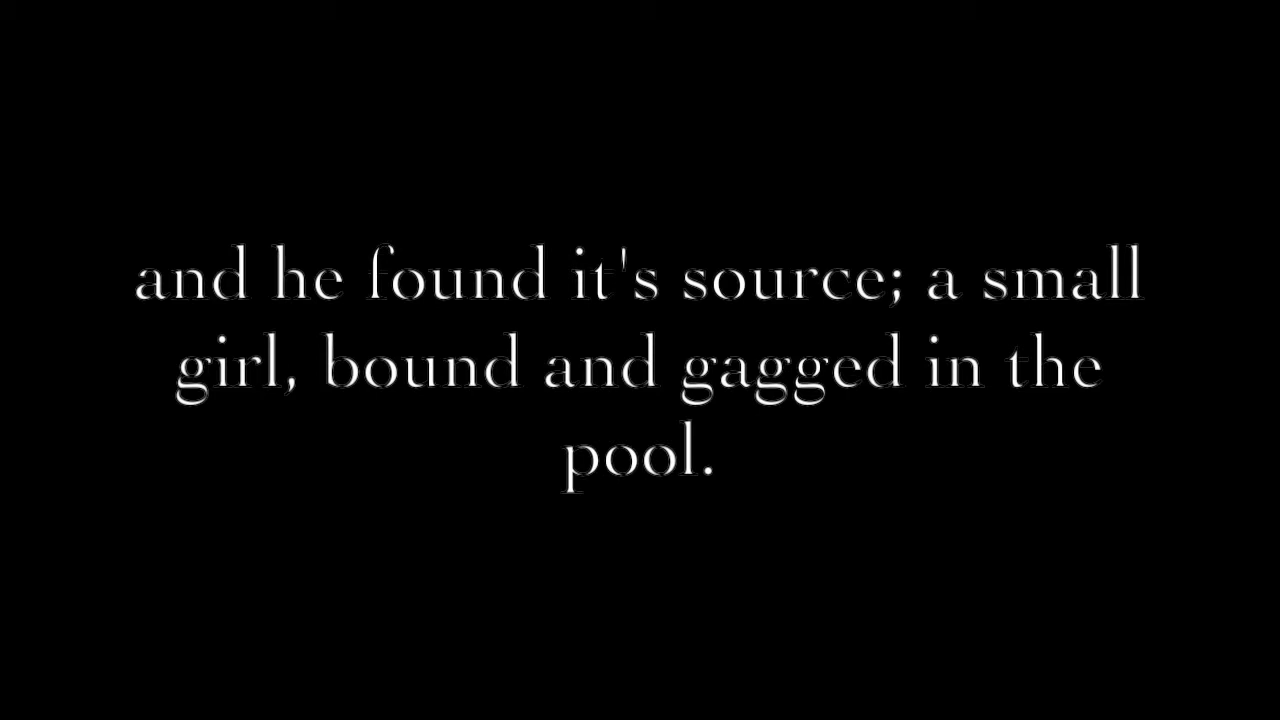 and he found it's source; a small
girl, bound and gagged in the
pool.